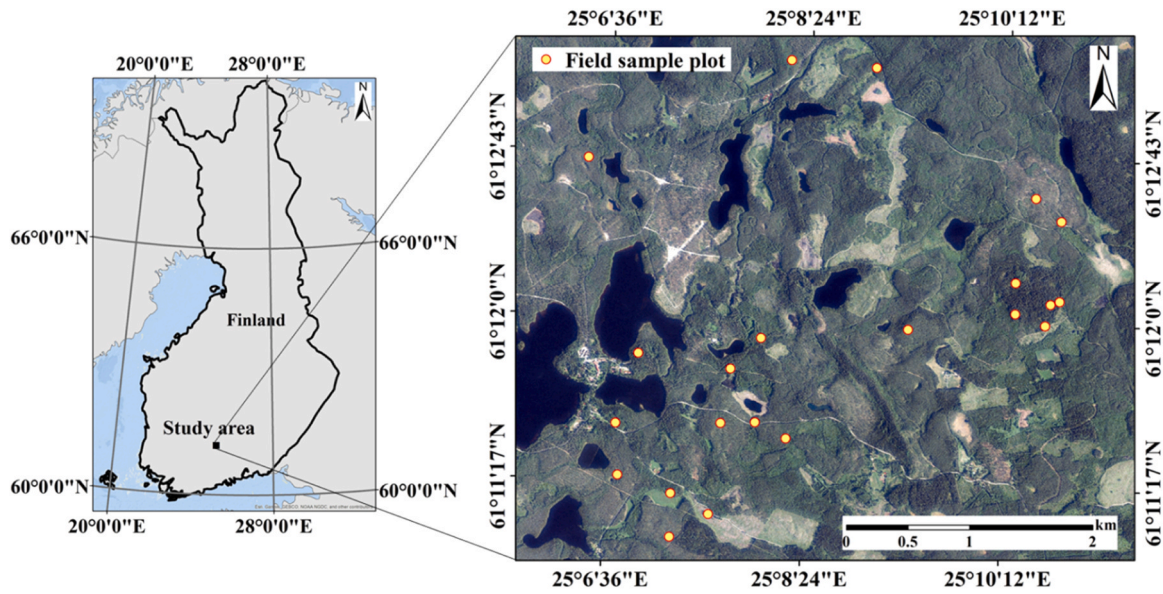 20°0'0"E
28°0'0"E
N
66°0'0"N
66°0'0"N
Finland
Study area
60°0'0"N
60°0'0"N
20°0'0"E
28°0'0"E
25°6'36"E
25°8'24"E
25°10'12"E
Field sample plot
N
61°12'43"N
61°12'43"N
61°12'0"N
61°12'0"N
61°11'17"N
61°11'17"N
km
0
0.5
1
2
25°6'36"E
25°8'24"E
25°10'12"E